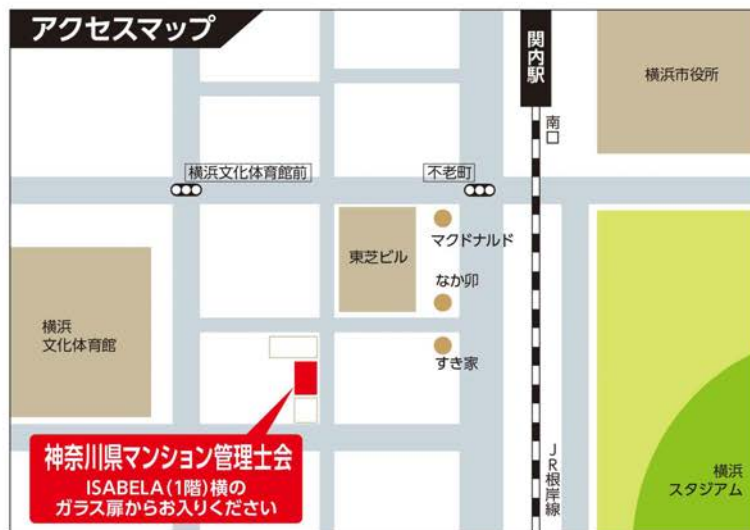 アクセスマップ
関内駅
横浜市役所
南口
横浜文化体育館前
不老町
マクドナルド
東芝ビル
なか卯
横浜
文化体育館
すき家
神奈川県マンション管理士会
ISABELA(1階)横の
ガラス扉からお入りください
JR根岸線
横浜
スタジアム